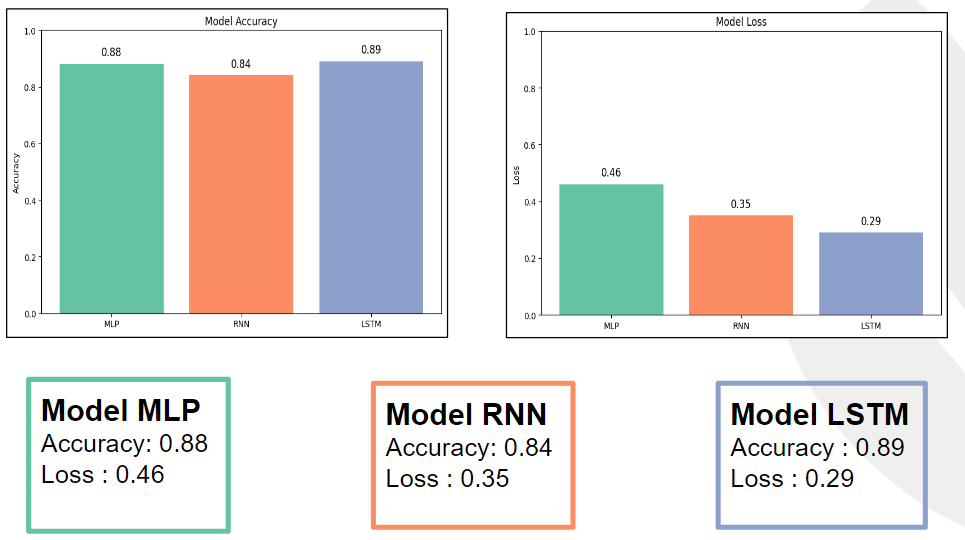 Model Accuracy
1.0
0.8
0.6
0.4
0.2
0.0
Accuracy
0.88
0.84
0.89
MLP
RNN
LSTM
Model Loss
1.0
0.8
0.6
0.4
0.2
0.0
Loss
0.46
0.35
0.29
MLP
RNN
LSTM
Model MLP
Accuracy: 0.88
Loss : 0.46
Model RNN
Accuracy: 0.84
Loss : 0.35
Model LSTM
Accuracy : 0.89
Loss : 0.29